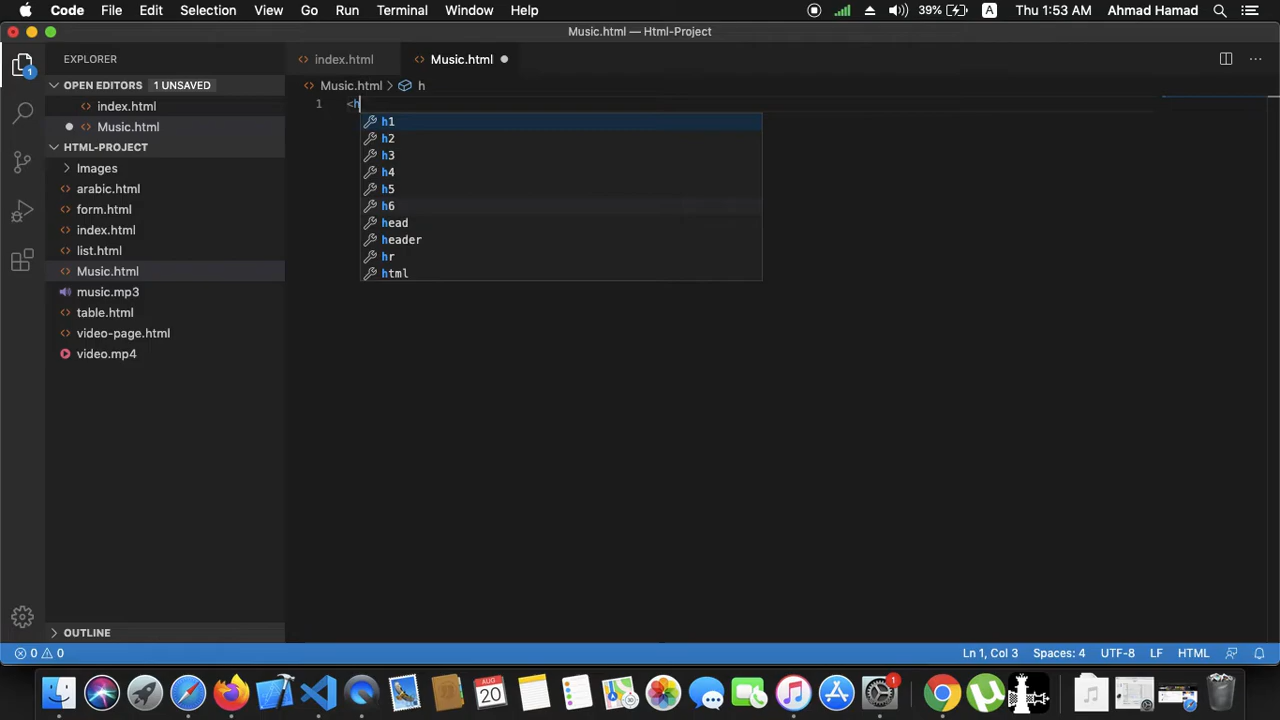 Code File Edit Selection View Go Run Terminal Window Help 39% A Thu 1:53 AM Ahmad Hamad
Music.html — Html-Project
EXPLORER
index.html
Music.html
OPEN EDITORS 1 UNSAVED
Music.html > h
index.html
1 <h
Music.html
h1
h2
h3
h4
h5
h6
head
header
hr
html
HTML-PROJECT
Images
arabic.html
form.html
index.html
list.html
Music.html
music.mp3
table.html
video-page.html
video.mp4
1
OUTLINE
0 0
Ln 1, Col 3 Spaces: 4 UTF-8 LF HTML
AUG
20
1